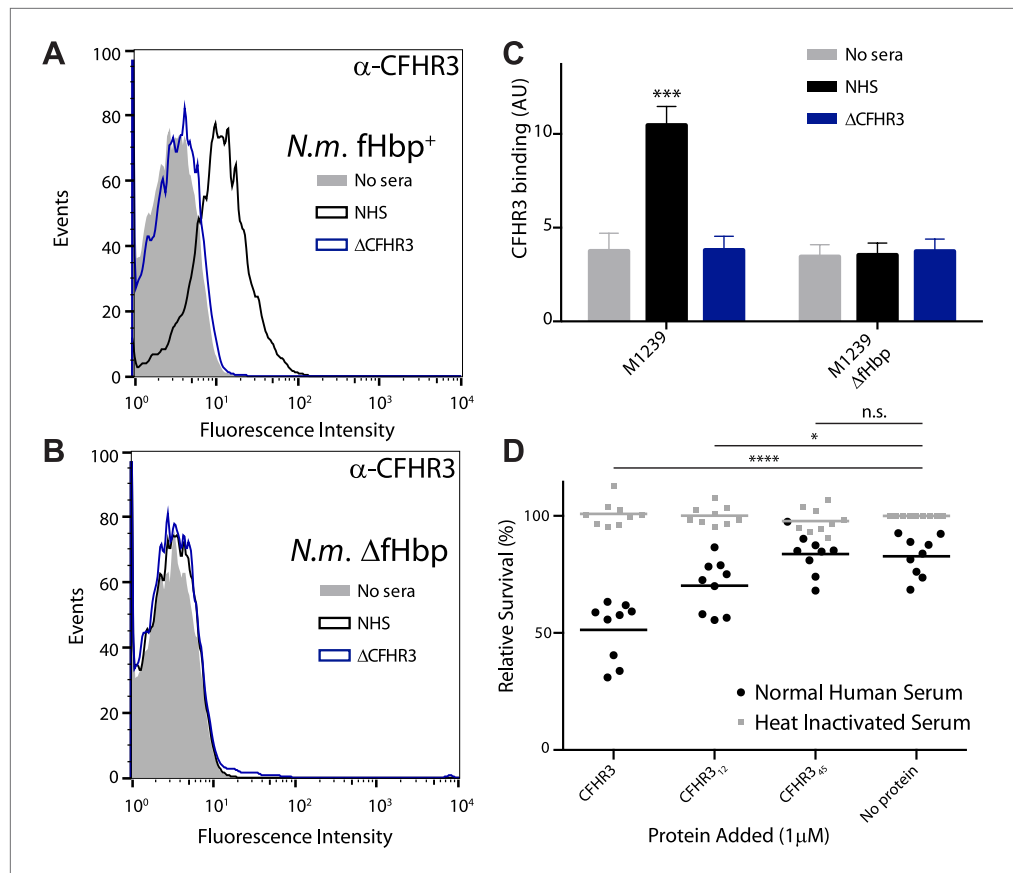 A
α-CFHR3
N.m. fHbp⁺
No sera
NHS
ΔCFHR3
Events
100
80
60
40
20
0
10⁰
10¹
10²
10³
10⁴
Fluorescence Intensity
B
α-CFHR3
N.m. ΔfHbp
No sera
NHS
ΔCFHR3
Events
100
80
60
40
20
0
10⁰
10¹
10²
10³
10⁴
Fluorescence Intensity
C
No sera
NHS
ΔCFHR3
***
CFHR3 binding (AU)
10
5
0
M1239
M1239
ΔfHbp
D
n.s.
*
****
Relative Survival (%)
100
50
0
Normal Human Serum
Heat Inactivated Serum
CFHR3
CFHR3₁₂
CFHR3₄₅
No protein
Protein Added (1μM)